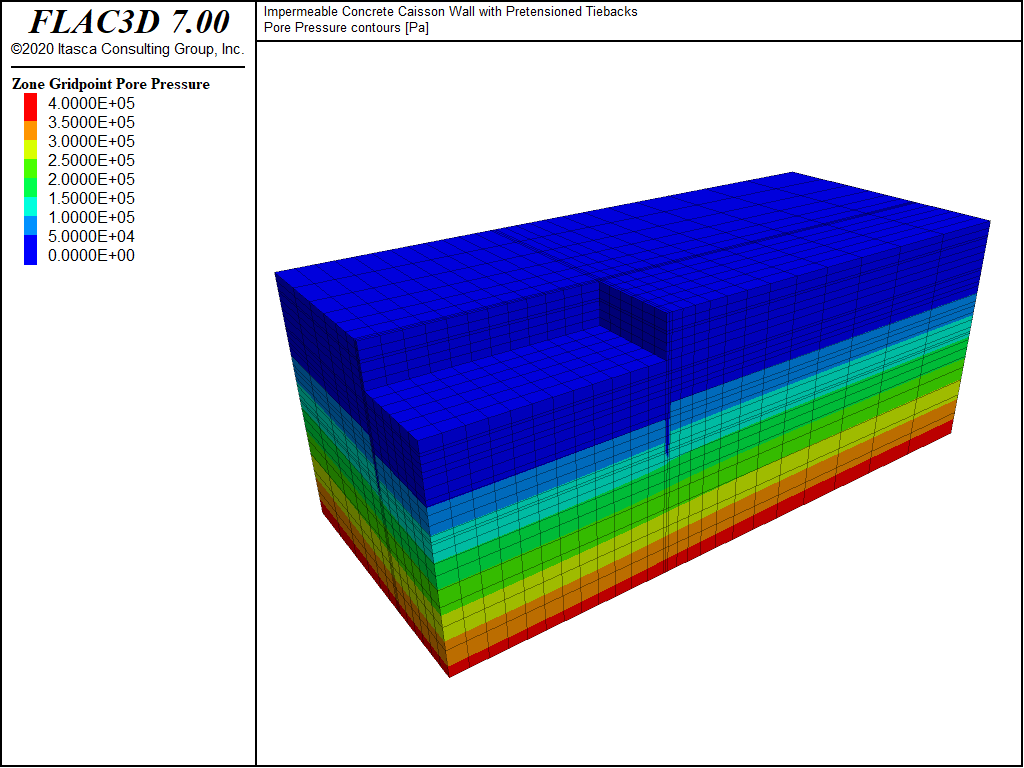 FLAC3D 7.00
©2020 Itasca Consulting Group, Inc.
Zone Gridpoint Pore Pressure
4.0000E+05
3.5000E+05
3.0000E+05
2.5000E+05
2.0000E+05
1.5000E+05
1.0000E+05
5.0000E+04
0.0000E+00
Impermeable Concrete Caisson Wall with Pretensioned Tiebacks
Pore Pressure contours [Pa]